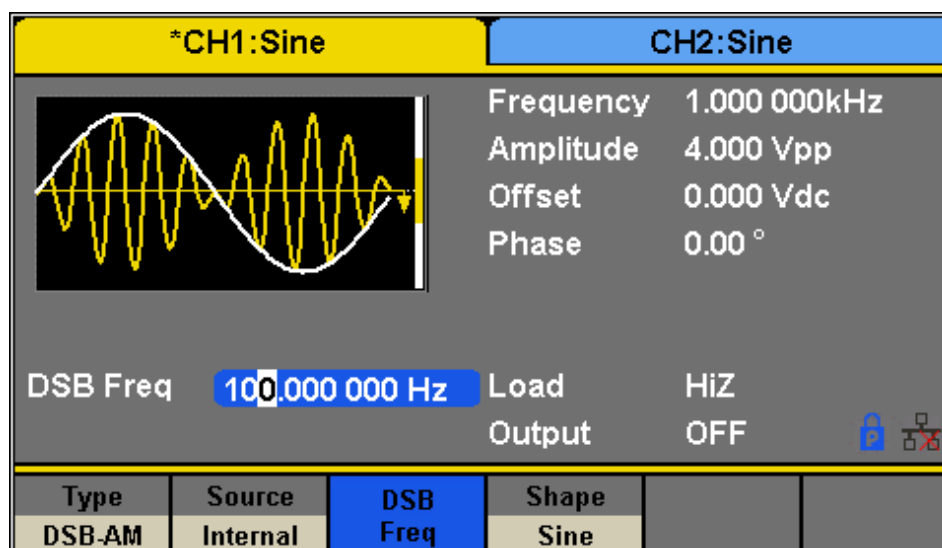 *CH1:Sine CH2:Sine
Frequency 1.000 000kHz
Amplitude 4.000 Vpp
Offset 0.000 Vdc
Phase 0.00 °
DSB Freq 100.000 000 Hz Load HiZ
Output OFF P
Type Source DSB Freq Shape
DSB-AM Internal Sine